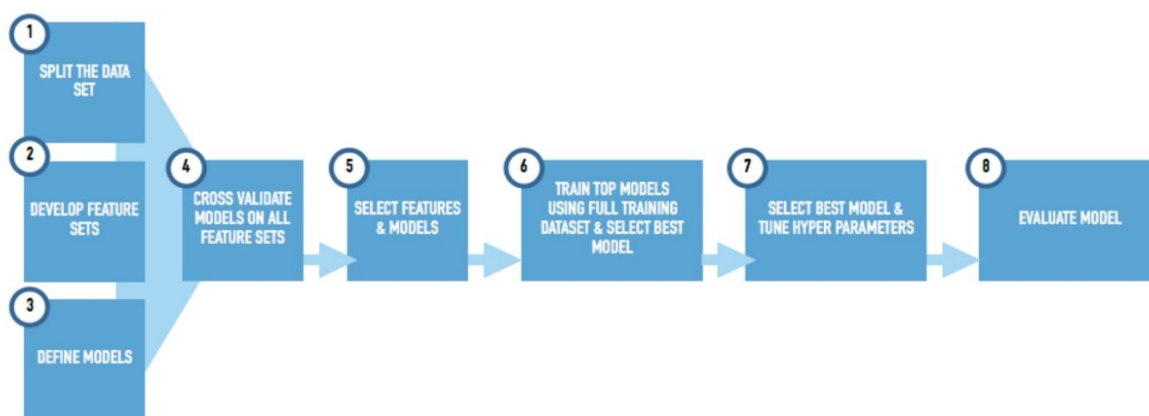 1
SPLIT THE DATA
SET
2
DEVELOP FEATURE
SETS
3
DEFINE MODELS
4
CROSS VALIDATE
MODELS ON ALL
FEATURE SETS
5
SELECT FEATURES
& MODELS
6
TRAIN TOP MODELS
USING FULL TRAINING
DATASET & SELECT BEST
MODEL
7
SELECT BEST MODEL &
TUNE HYPER PARAMETERS
8
EVALUATE MODEL